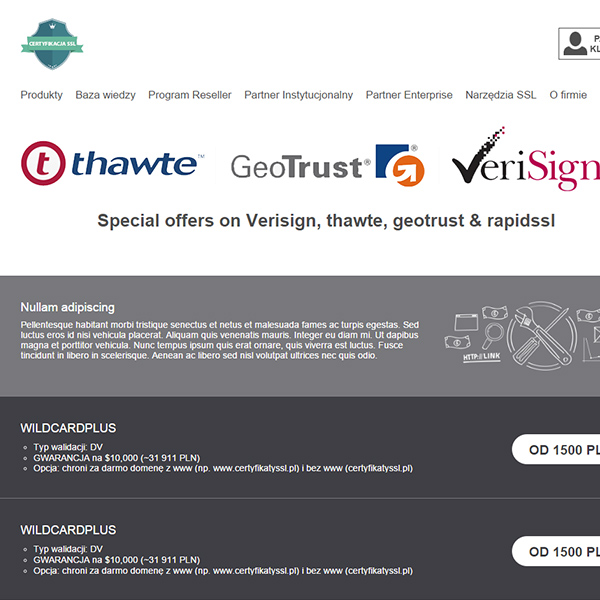 CERTYFIKACJA SSL
Produkty Baza wiedzy Program Reseller Partner Instytucjonalny Partner Enterprise Narzędzia SSL O firmie
thawte™ GeoTrust® VeriSign
Special offers on Verisign, thawte, geotrust & rapidssl
Nullam adipiscing
Pellentesque habitant morbi tristique senectus et netus et malesuada fames ac turpis egestas. Sed
luctus eros id nisi vehicula placerat. Aliquam quis venenatis mauris. Integer eu diam mi. Ut dapibus
magna et porttitor vehicula. Nunc tempus ipsum quis erat ornare, quis viverra est luctus. Fusce
tincidunt in libero in scelerisque. Aenean ac libero sed nisl volutpat ultrices nec quis odio.
HTTP://LINK
WILDCARDPLUS
Typ walidacji: DV
GWARANCJA na $10,000 (~31 911 PLN)
Opcja: chroni za darmo domenę z www (np. www.certyfikatyssl.pl) i bez www (certyfikatyssl.pl)
OD 1500 PL
WILDCARDPLUS
Typ walidacji: DV
GWARANCJA na $10,000 (~31 911 PLN)
Opcja: chroni za darmo domenę z www (np. www.certyfikatyssl.pl) i bez www (certyfikatyssl.pl)
OD 1500 PL